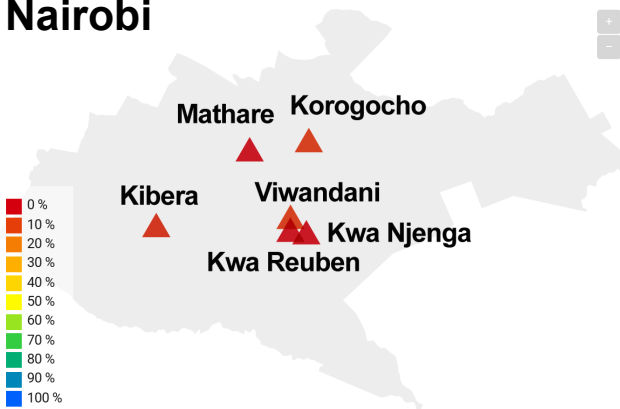 Nairobi
+
−
Mathare
Korogocho
Kibera
Viwandani
Kwa Njenga
Kwa Reuben
0 %
10 %
20 %
30 %
40 %
50 %
60 %
70 %
80 %
90 %
100 %